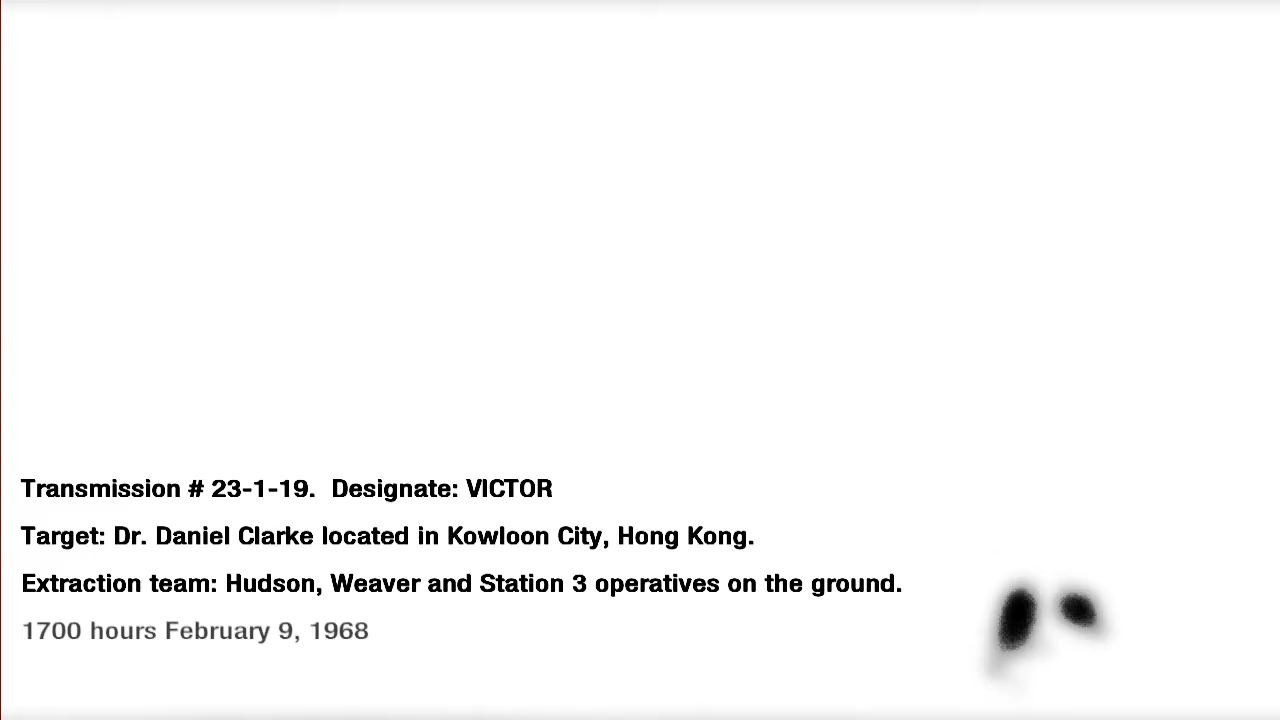 Transmission # 23-1-19.  Designate: VICTOR
Target: Dr. Daniel Clarke located in Kowloon City, Hong Kong.
Extraction team: Hudson, Weaver and Station 3 operatives on the ground.
1700 hours February 9, 1968